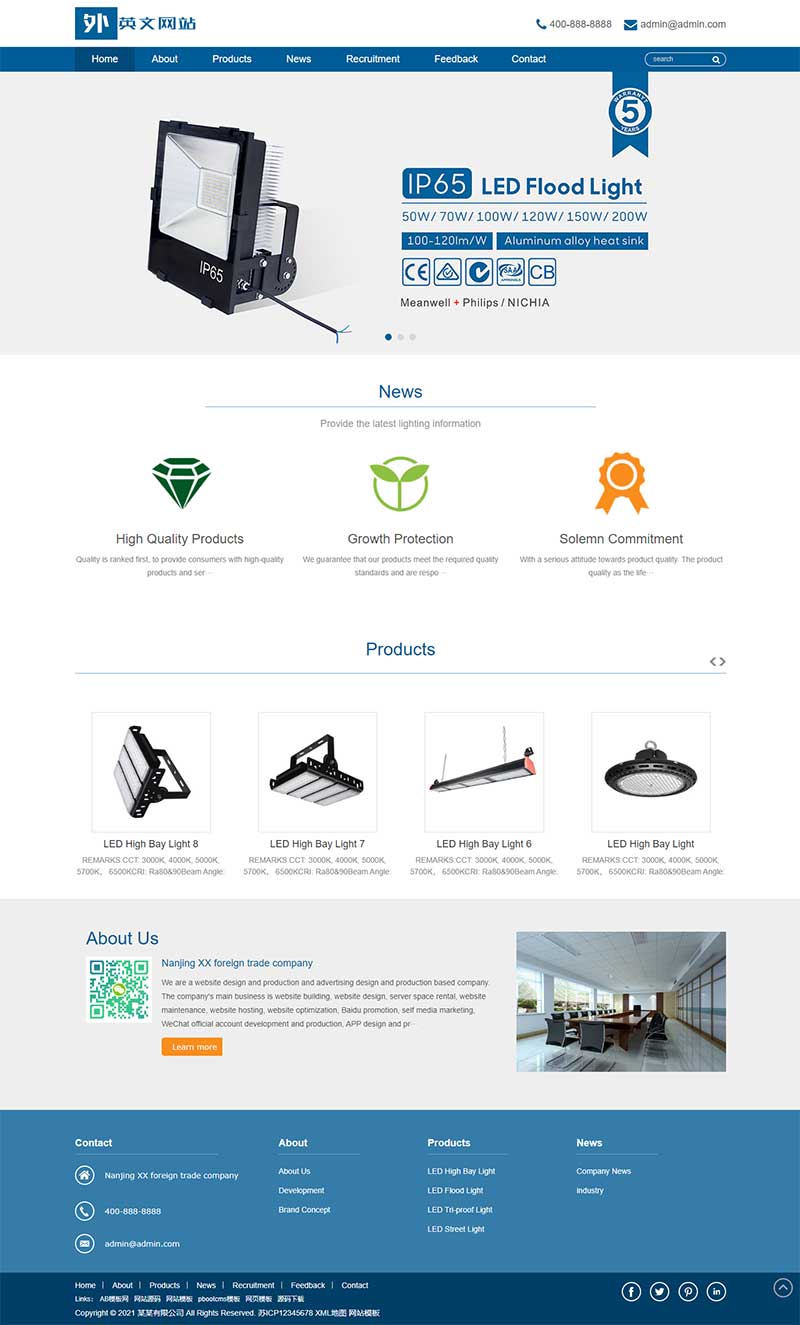 外 英文网站
400-888-8888 admin@admin.com
Home About Products News Recruitment Feedback Contact search
WARRANTY
5
YEARS
IP65 LED Flood Light
50W/ 70W/ 100W/ 120W/ 150W/ 200W
100-120lm/W Aluminum alloy heat sink
CE SAA CB
IP65
Meanwell + Philips / NICHIA
News
Provide the latest lighting information
High Quality Products Growth Protection Solemn Commitment
Quality is ranked first, to provide consumers with high-quality We guarantee that our products meet the required quality With a serious attitude towards product quality. The product
products and ser··· standards and are respo ··· quality as the life···
Products
LED High Bay Light 8 LED High Bay Light 7 LED High Bay Light 6 LED High Bay Light
REMARKS:CCT: 3000K, 4000K, 5000K, REMARKS:CCT: 3000K, 4000K, 5000K, REMARKS:CCT: 3000K, 4000K, 5000K, REMARKS:CCT: 3000K, 4000K, 5000K,
5700K， 6500KCRI: Ra80&90Beam Angle: 5700K， 6500KCRI: Ra80&90Beam Angle: 5700K， 6500KCRI: Ra80&90Beam Angle: 5700K， 6500KCRI: Ra80&90Beam Angle:
About Us
Nanjing XX foreign trade company
We are a website design and production and advertising design and production based company.
The company's main business is website building, website design, server space rental, website
maintenance, website hosting, website optimization, Baidu promotion, self media marketing,
WeChat official account development and production, APP design and pr···
Learn more
Contact About Products News
Nanjing XX foreign trade company About Us LED High Bay Light Company News
Development LED Flood Light industry
400-888-8888 Brand Concept LED Tri-proof Light
LED Street Light
admin@admin.com
Home | About | Products | News | Recruitment | Feedback | Contact
Links： AB模板网 网站源码 网站模板 pbootcms模板 网页模板 源码下载
Copyright © 2021 某某有限公司 All Rights Reserved. 苏ICP12345678 XML地图 网站模板